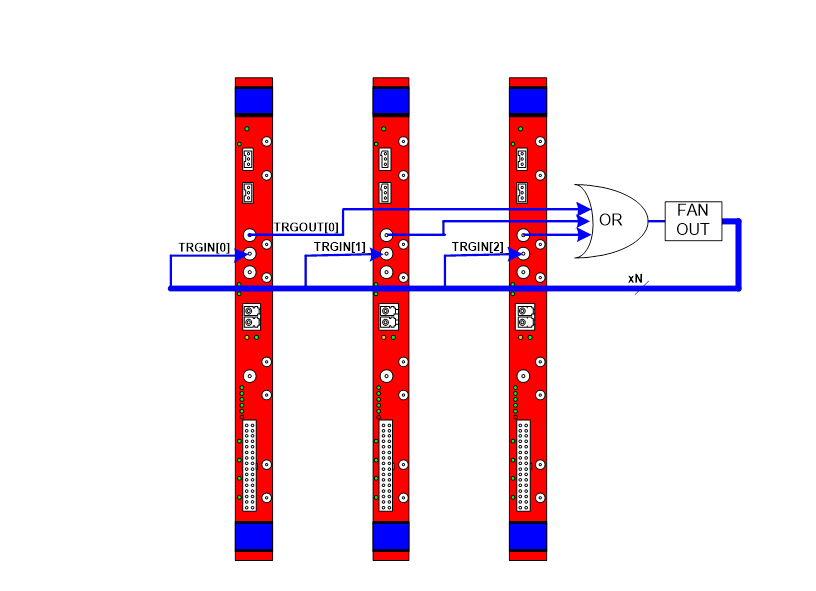 TRGOUT[0]
TRGIN[0]
TRGIN[1]
TRGIN[2]
OR
FAN
OUT
xN